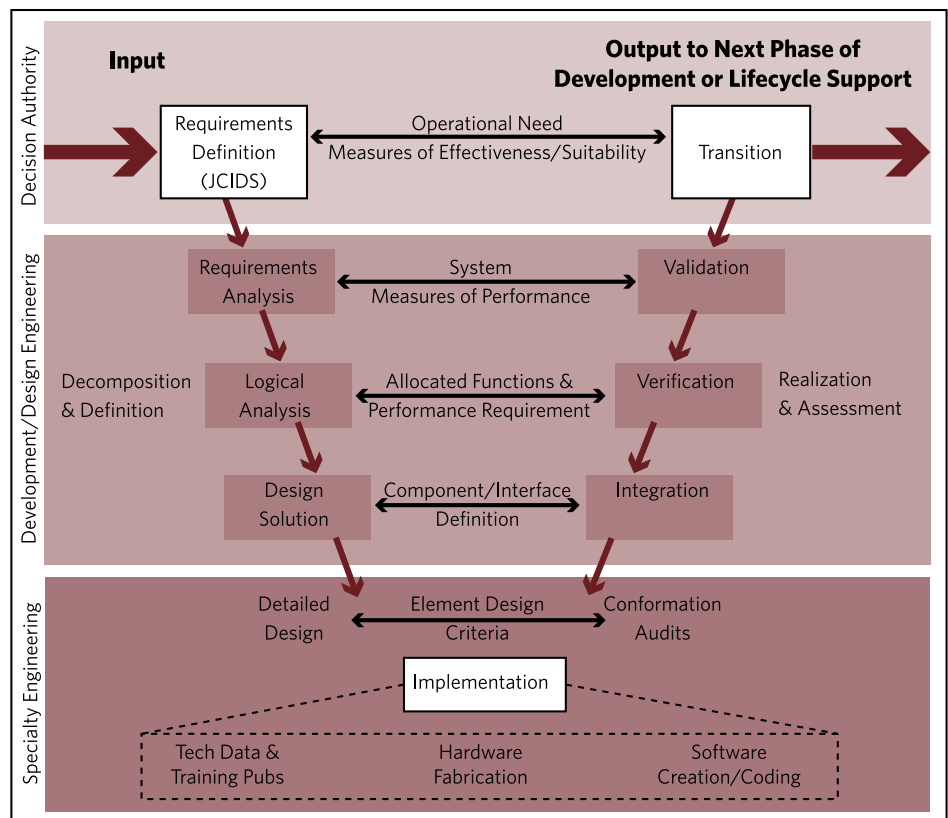 Input
Output to Next Phase of
Development or Lifecycle Support
Decision Authority
Requirements
Definition
(JCIDS)
Operational Need
Measures of Effectiveness/Suitability
Transition
Development/Design Engineering
Requirements
Analysis
System
Measures of Performance
Validation
Decomposition
& Definition
Logical
Analysis
Allocated Functions &
Performance Requirement
Verification
Realization
& Assessment
Design
Solution
Component/Interface
Definition
Integration
Specialty Engineering
Detailed
Design
Element Design
Criteria
Conformation
Audits
Implementation
Tech Data &
Training Pubs
Hardware
Fabrication
Software
Creation/Coding